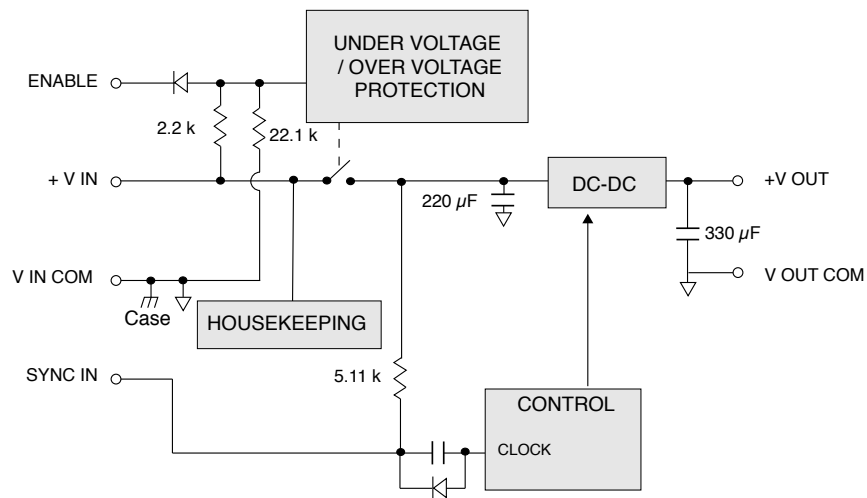 UNDER VOLTAGE
/ OVER VOLTAGE
PROTECTION
ENABLE
2.2 k
22.1 k
+ V IN
DC-DC
+V OUT
220 µF
330 µF
V IN COM
V OUT COM
Case
HOUSEKEEPING
SYNC IN
5.11 k
CONTROL
CLOCK